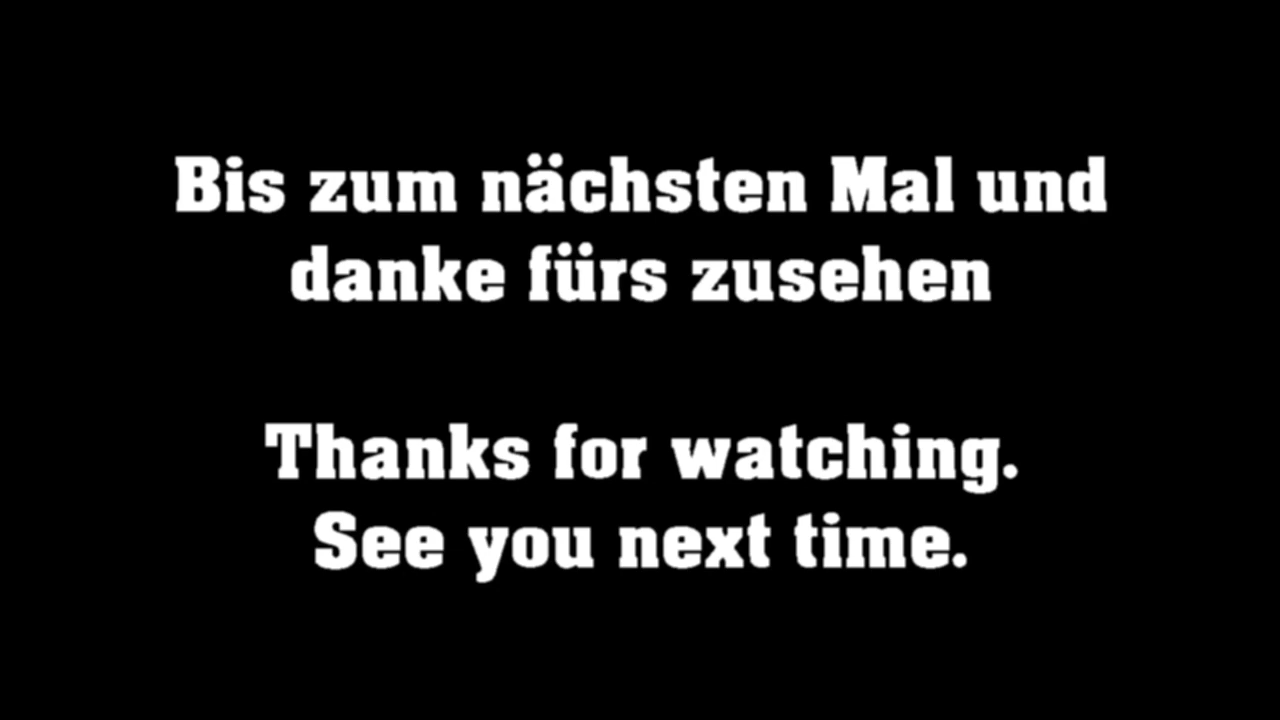 Bis zum nächsten Mal und
danke fürs zusehen
Thanks for watching.
See you next time.